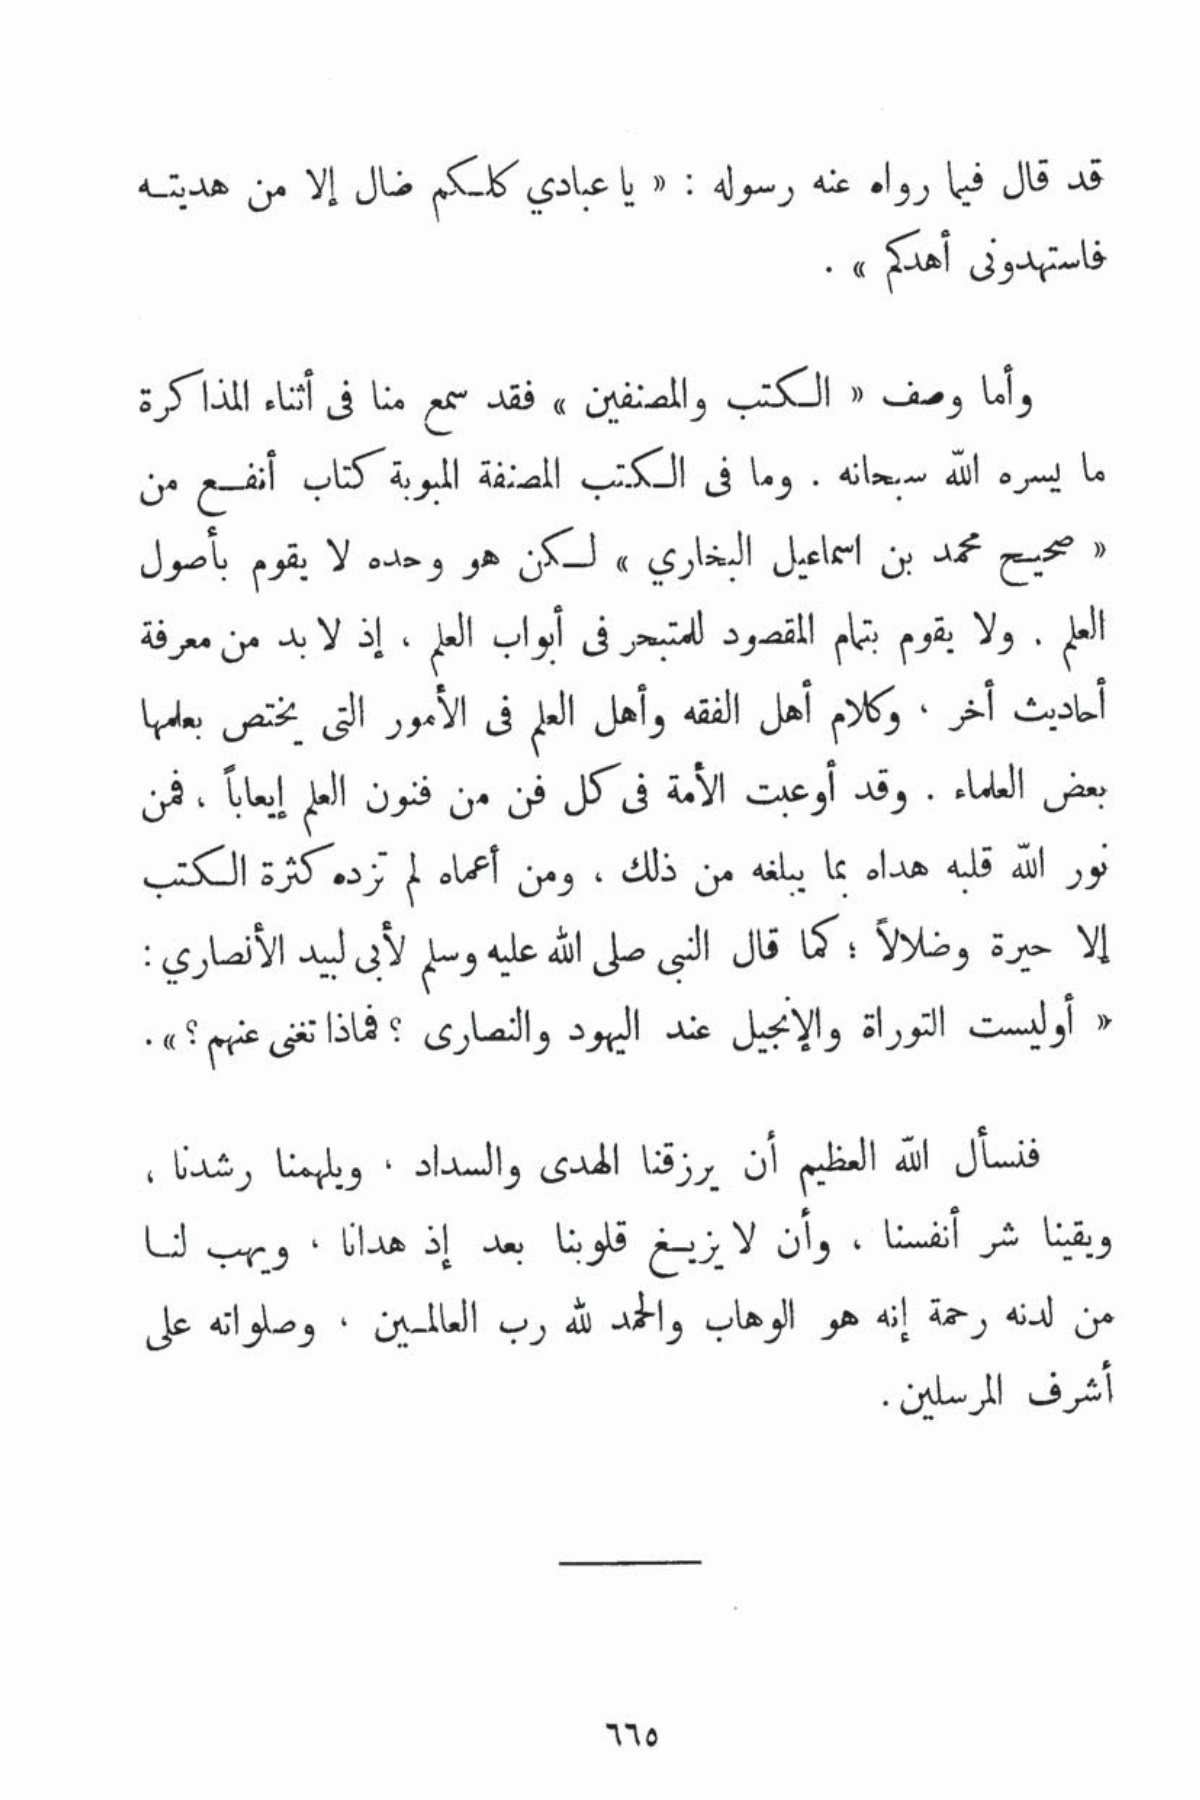 قد قال فيما رواه عنه رسوله : « يا عبادي كلكم ضال إلا من هديته
فاستهدونى أهدكم » .
وأما وصف « الكتب والمصنفين » فقد سمع منا فى أثناء المذاكرة
ما يسره الله سبحانه . وما فى الكتب المصنفة المبوبة كتاب أنفع من
« صحيح محمد بن اسماعيل البخاري » لكن هو وحده لا يقوم بأصول
العلم . ولا يقوم بتمام المقصود للمتبحر فى أبواب العلم ، إذ لا بد من معرفة
أحاديث أخر ، وكلام أهل الفقه وأهل العلم فى الأمور التى يختص بعلمها
بعض العلماء . وقد أوعبت الأمة فى كل فن من فنون العلم إيعاباً ، فمن
نور الله قلبه هداه بما يبلغه من ذلك ، ومن أعماه لم تزده كثرة الكتب
إلا حيرة وضلالاً ؛ كما قال النبى صلى الله عليه وسلم لأبى لبيد الأنصاري :
« أوليست التوراة والإنجيل عند اليهود والنصارى ؟ فماذا تغنى عنهم ؟ » .
فنسأل الله العظيم أن يرزقنا الهدى والسداد ، ويلهمنا رشدنا ،
ويقينا شر أنفسنا ، وأن لا يزيغ قلوبنا بعد إذ هدانا ، ويهب لنا
من لدنه رحمة إنه هو الوهاب والحمد لله رب العالمين ، وصلواته على
أشرف المرسلين .
٦٦٥